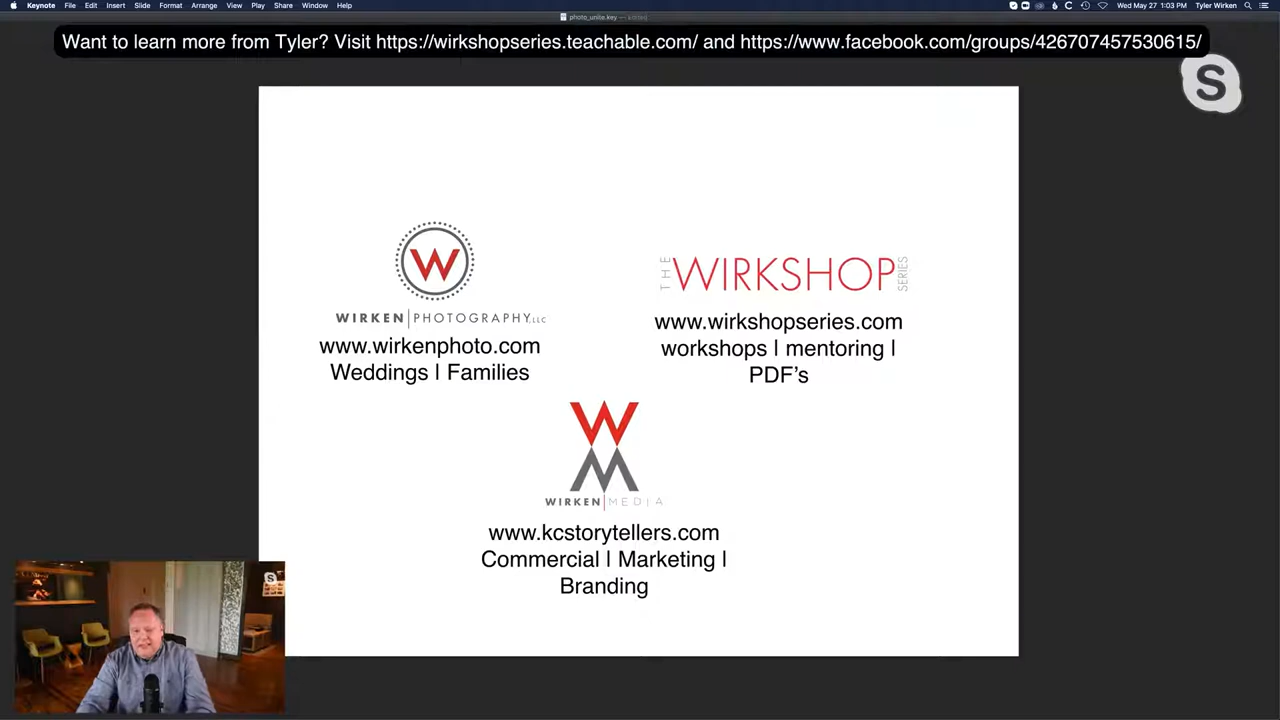 Keynote File Edit Insert Slide Format Arrange View Play Share Window Help
Wed May 27 1:03 PM Tyler Wirken
photo_unite.key — Edited
Want to learn more from Tyler? Visit https://wirkshopseries.teachable.com/ and https://www.facebook.com/groups/426707457530615/
S
W
WIRKEN|PHOTOGRAPHY, LLC
www.wirkenphoto.com
Weddings | Families
THE WIRKSHOP SERIES
www.wirkshopseries.com
workshops | mentoring |
PDF’s
W
M
WIRKEN|MEDIA
www.kcstorytellers.com
Commercial | Marketing |
Branding
S